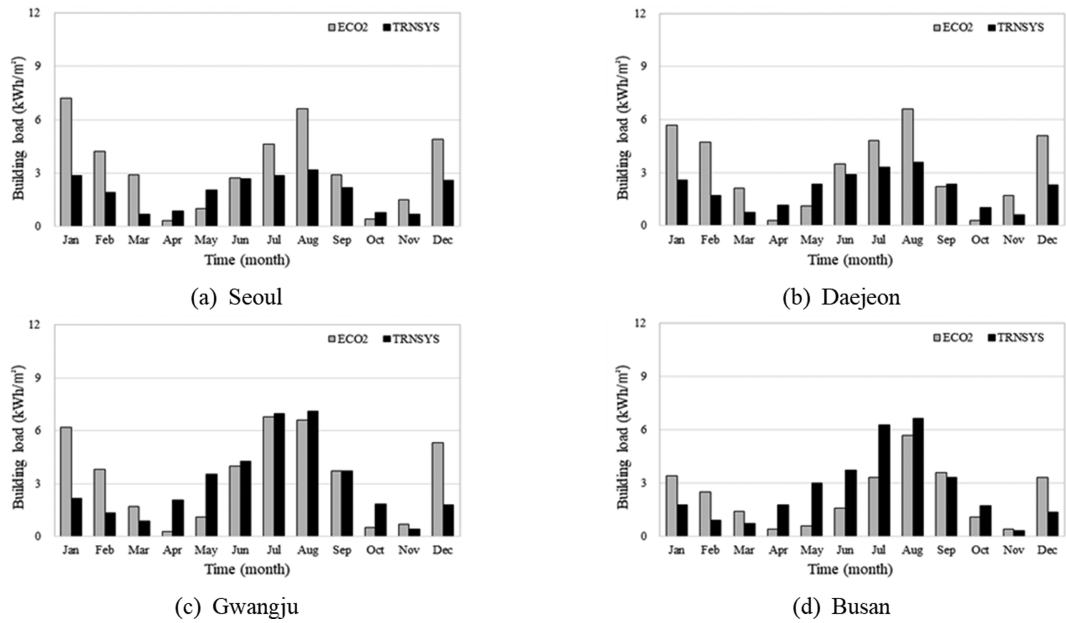 12
ECO2 TRNSYS
9
6
3
0
Building load (kWh/㎡)
Jan Feb Mar Apr May Jun Jul Aug Sep Oct Nov Dec
Time (month)
(a) Seoul
12
ECO2 TRNSYS
9
6
3
0
Building load (kWh/㎡)
Jan Feb Mar Apr May Jun Jul Aug Sep Oct Nov Dec
Time (month)
(b) Daejeon
12
ECO2 TRNSYS
9
6
3
0
Building load (kWh/㎡)
Jan Feb Mar Apr May Jun Jul Aug Sep Oct Nov Dec
Time (month)
(c) Gwangju
12
ECO2 TRNSYS
9
6
3
0
Building load (kWh/㎡)
Jan Feb Mar Apr May Jun Jul Aug Sep Oct Nov Dec
Time (month)
(d) Busan